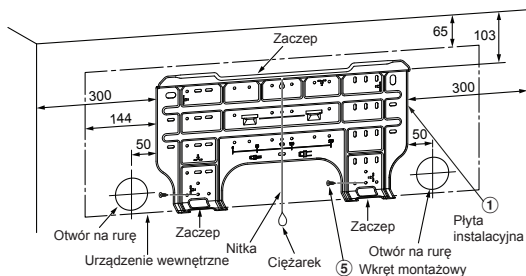 65
103
Zaczep
300
300
144
50
50
①
Płyta
instalacyjna
Otwór na rurę
Zaczep
Nitka
Ciężarek
⑤
Zaczep
Otwór na rurę
Urządzenie wewnętrzne
Wkręt montażowy